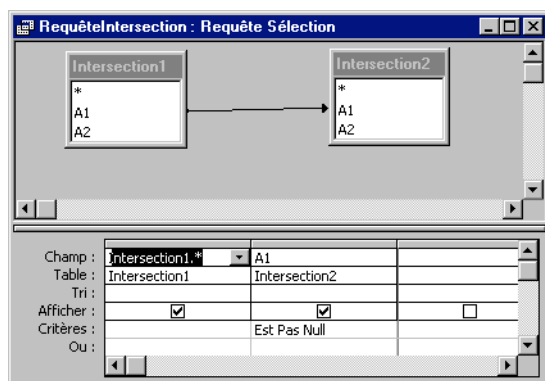 RequêteIntersection : Requête Sélection
Intersection1
*
A1
A2
Intersection2
*
A1
A2
Champ : Intersection1.* A1
Table : Intersection1 Intersection2
Tri :
Afficher :
Critères : Est Pas Null
Ou :